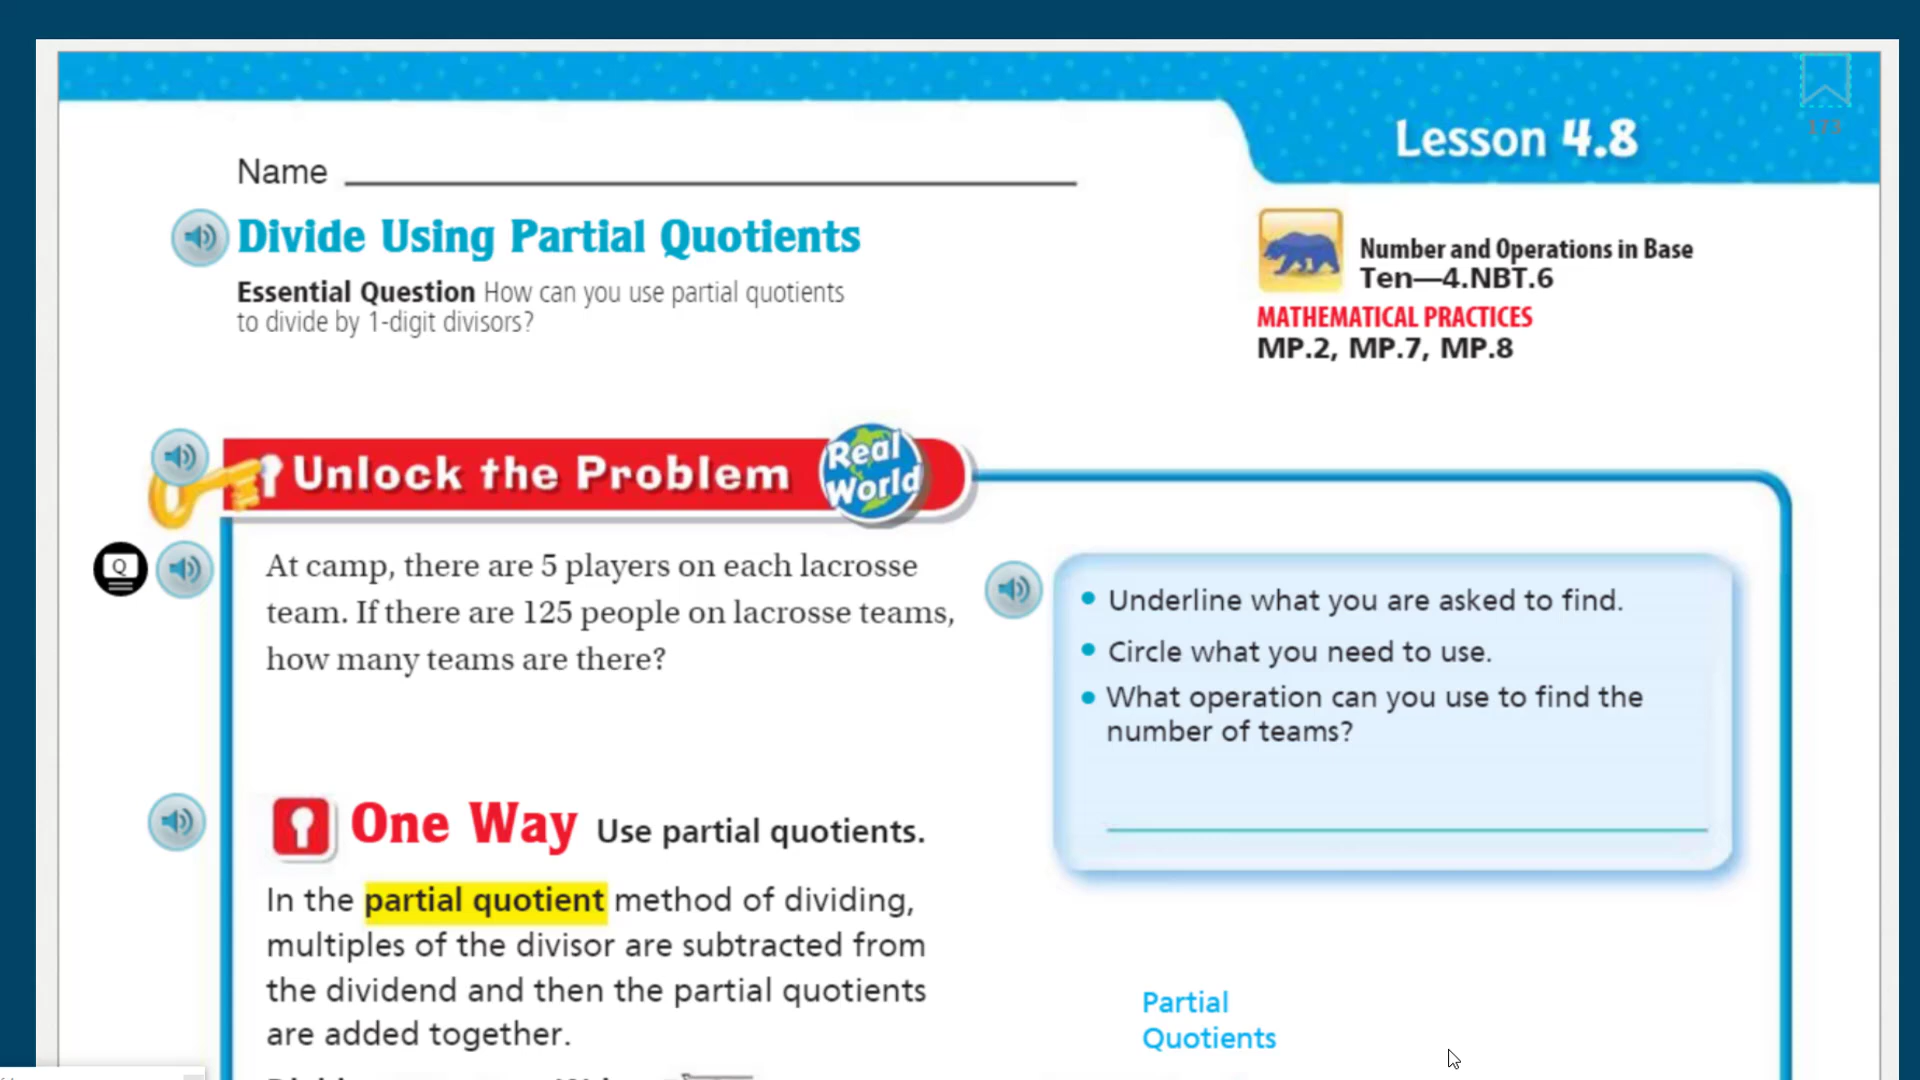 Lesson 4.8
173
Name
Divide Using Partial Quotients
Essential Question How can you use partial quotients
to divide by 1-digit divisors?
Number and Operations in Base
Ten—4.NBT.6
MATHEMATICAL PRACTICES
MP.2, MP.7, MP.8
Unlock the Problem
Real
World
Q
At camp, there are 5 players on each lacrosse
team. If there are 125 people on lacrosse teams,
how many teams are there?
• Underline what you are asked to find.
• Circle what you need to use.
• What operation can you use to find the
number of teams?
One Way Use partial quotients.
In the partial quotient method of dividing,
multiples of the divisor are subtracted from
the dividend and then the partial quotients
are added together.
Partial
Quotients